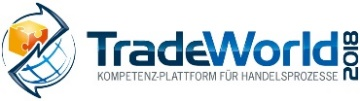 TradeWorld 2018
KOMPETENZ-PLATTFORM FÜR HANDELSPROZESSE